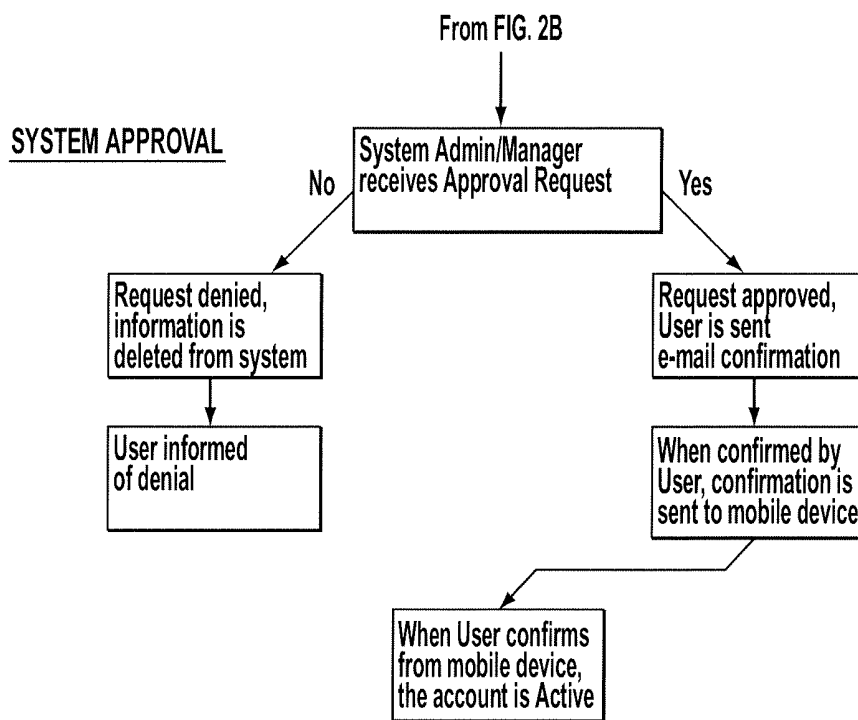 From FIG. 2B
SYSTEM APPROVAL
System Admin/Manager
receives Approval Request
No
Yes
Request denied,
information is
deleted from system
Request approved,
User is sent
e-mail confirmation
User informed
of denial
When confirmed by
User, confirmation is
sent to mobile device
When User confirms
from mobile device,
the account is Active